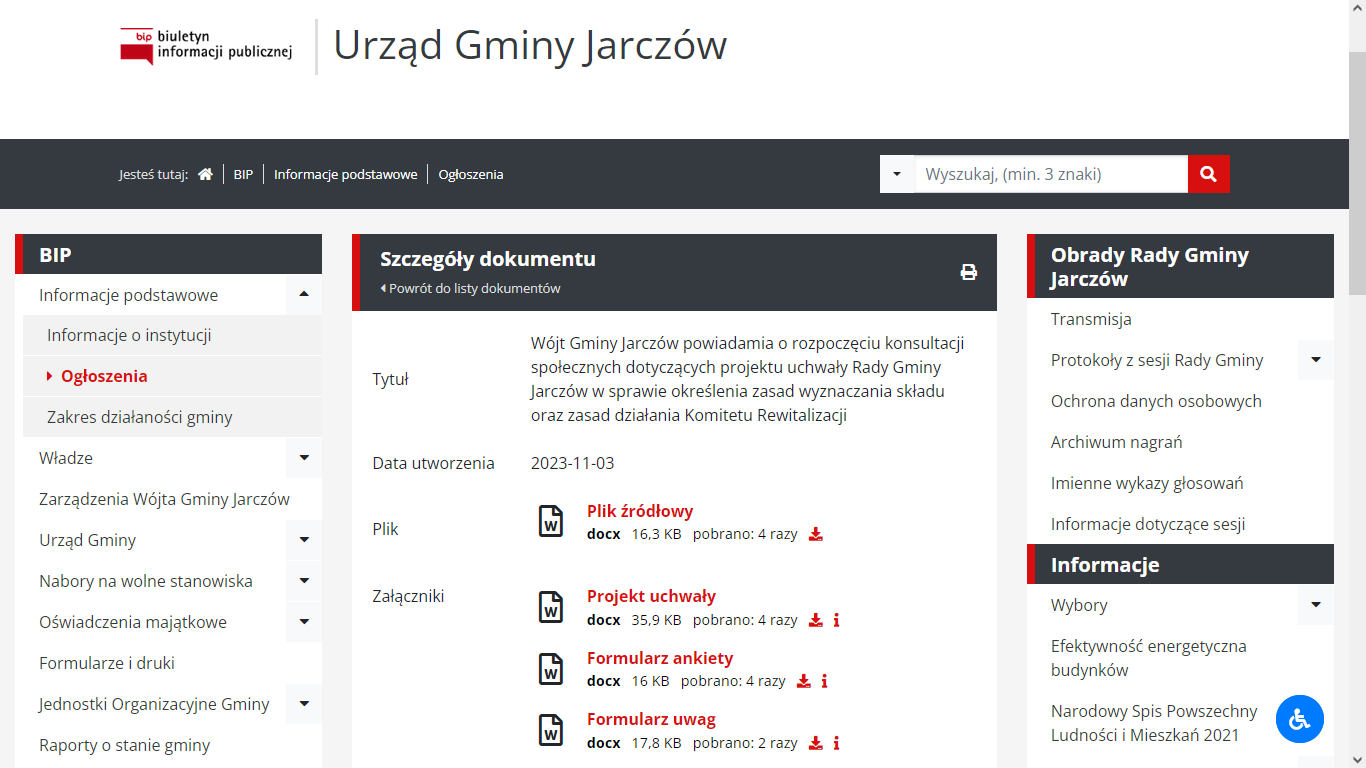 bip biuletyn
informacji publicznej
Urząd Gminy Jarczów
Jesteś tutaj:
BIP
Informacje podstawowe
Ogłoszenia
Wyszukaj, (min. 3 znaki)
BIP
Informacje podstawowe
Informacje o instytucji
Ogłoszenia
Zakres działaności gminy
Władze
Zarządzenia Wójta Gminy Jarczów
Urząd Gminy
Nabory na wolne stanowiska
Oświadczenia majątkowe
Formularze i druki
Jednostki Organizacyjne Gminy
Raporty o stanie gminy
Szczegóły dokumentu
Powrót do listy dokumentów
Tytuł
Wójt Gminy Jarczów powiadamia o rozpoczęciu konsultacji
społecznych dotyczących projektu uchwały Rady Gminy
Jarczów w sprawie określenia zasad wyznaczania składu
oraz zasad działania Komitetu Rewitalizacji
Data utworzenia 2023-11-03
Plik
Plik źródłowy
docx 16,3 KB pobrano: 4 razy
Załączniki
Projekt uchwały
docx 35,9 KB pobrano: 4 razy
Formularz ankiety
docx 16 KB pobrano: 4 razy
Formularz uwag
docx 17,8 KB pobrano: 2 razy
Obrady Rady Gminy
Jarczów
Transmisja
Protokoły z sesji Rady Gminy
Ochrona danych osobowych
Archiwum nagrań
Imienne wykazy głosowań
Informacje dotyczące sesji
Informacje
Wybory
Efektywność energetyczna
budynków
Narodowy Spis Powszechny
Ludności i Mieszkań 2021